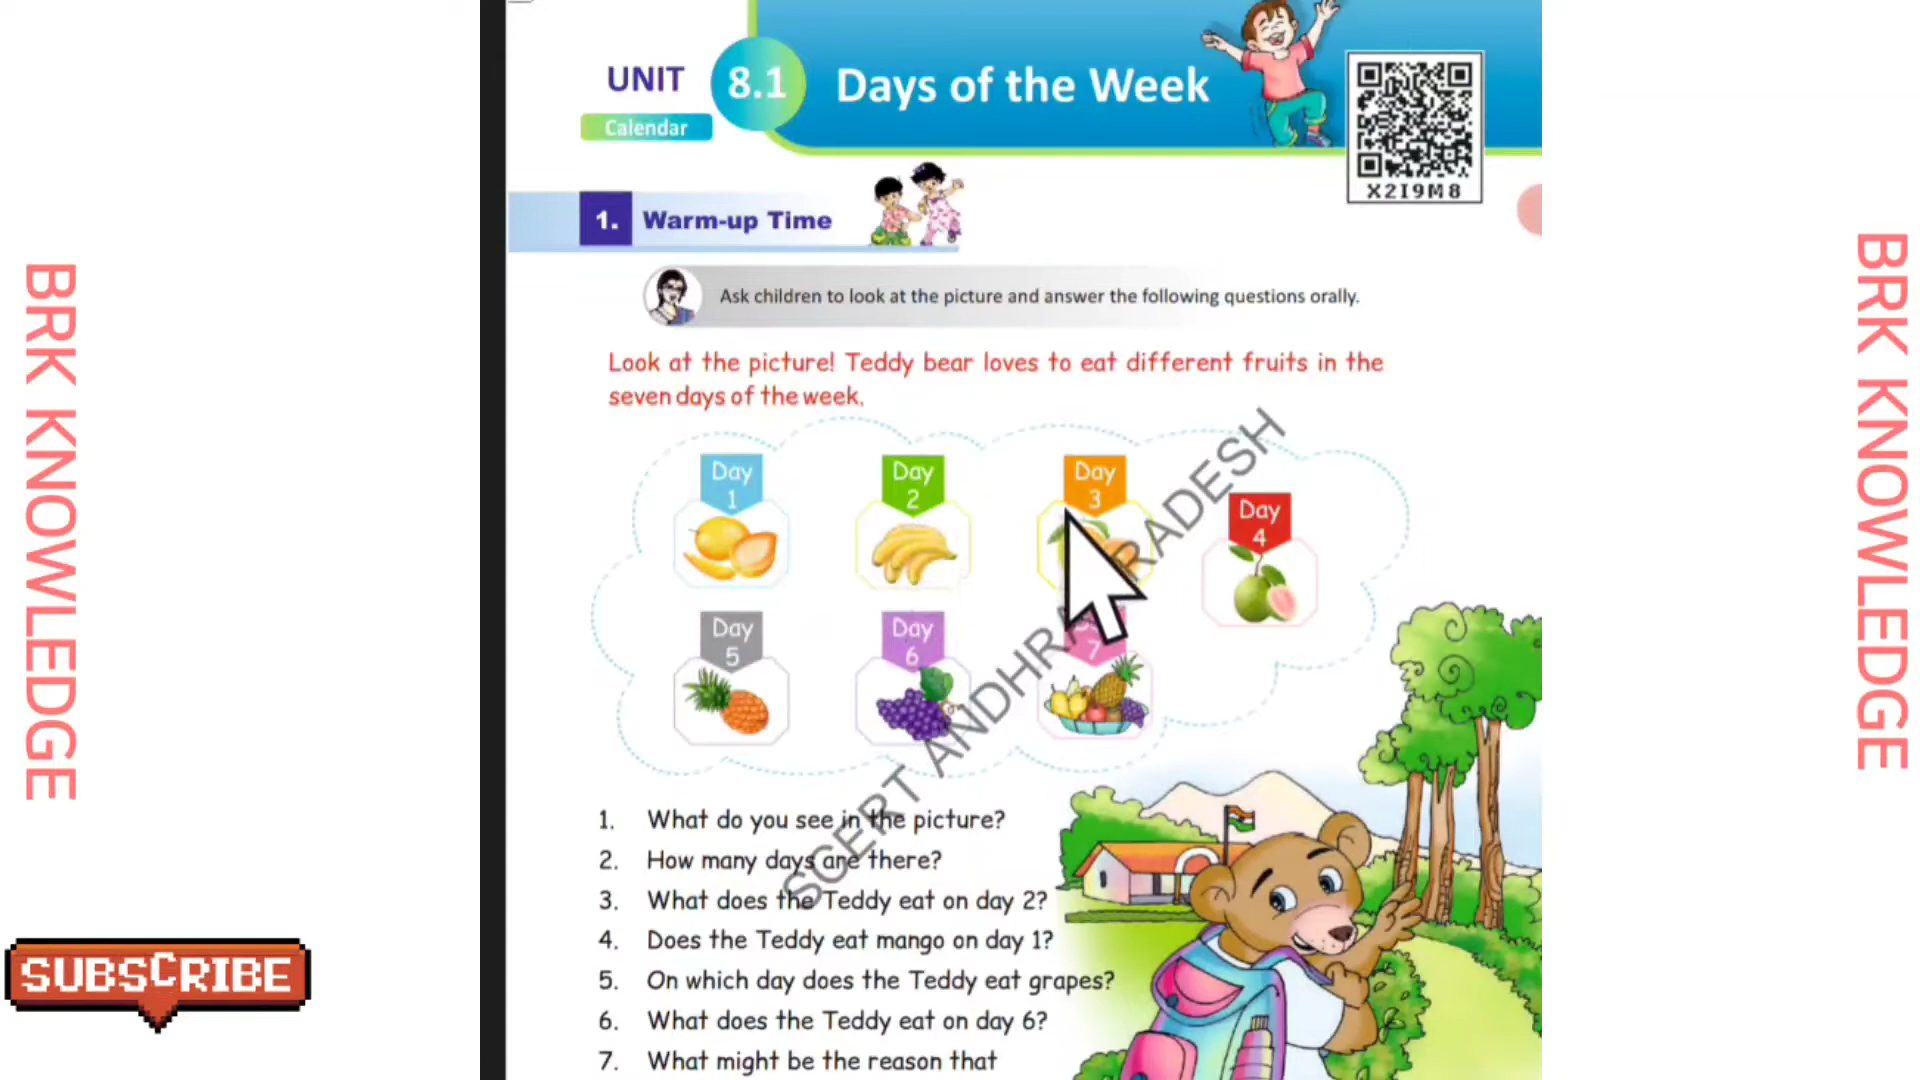 UNIT 8.1 Days of the Week
Calendar
X2I9M8
1. Warm-up Time
Ask children to look at the picture and answer the following questions orally.
Look at the picture! Teddy bear loves to eat different fruits in the
seven days of the week.
Day 1
Day 2
Day 3
Day 4
Day 5
Day 6
7
SCERT ANDHRA PRADESH
1. What do you see in the picture?
2. How many days are there?
3. What does the Teddy eat on day 2?
4. Does the Teddy eat mango on day 1?
5. On which day does the Teddy eat grapes?
6. What does the Teddy eat on day 6?
7. What might be the reason that
BRK KNOWLEDGE
BRK KNOWLEDGE
SUBSCRIBE